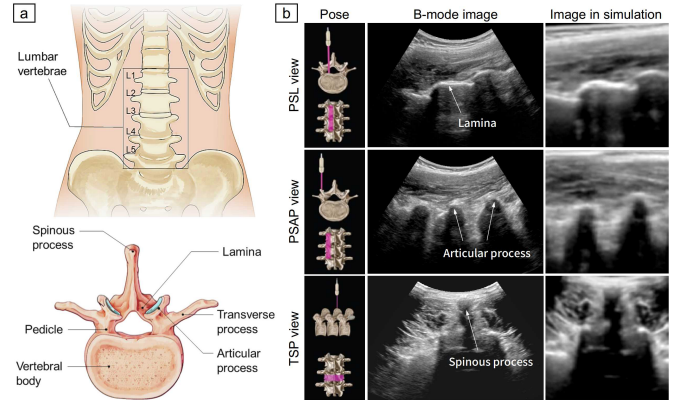 a
Lumbar
vertebrae
L1
L2
L3
L4
L5
Spinous
process
Lamina
Transverse
process
Pedicle
Articular
process
Vertebral
body
b
Pose
B-mode image
Image in simulation
PSL view
Lamina
PSAP view
Articular process
TSP view
Spinous process